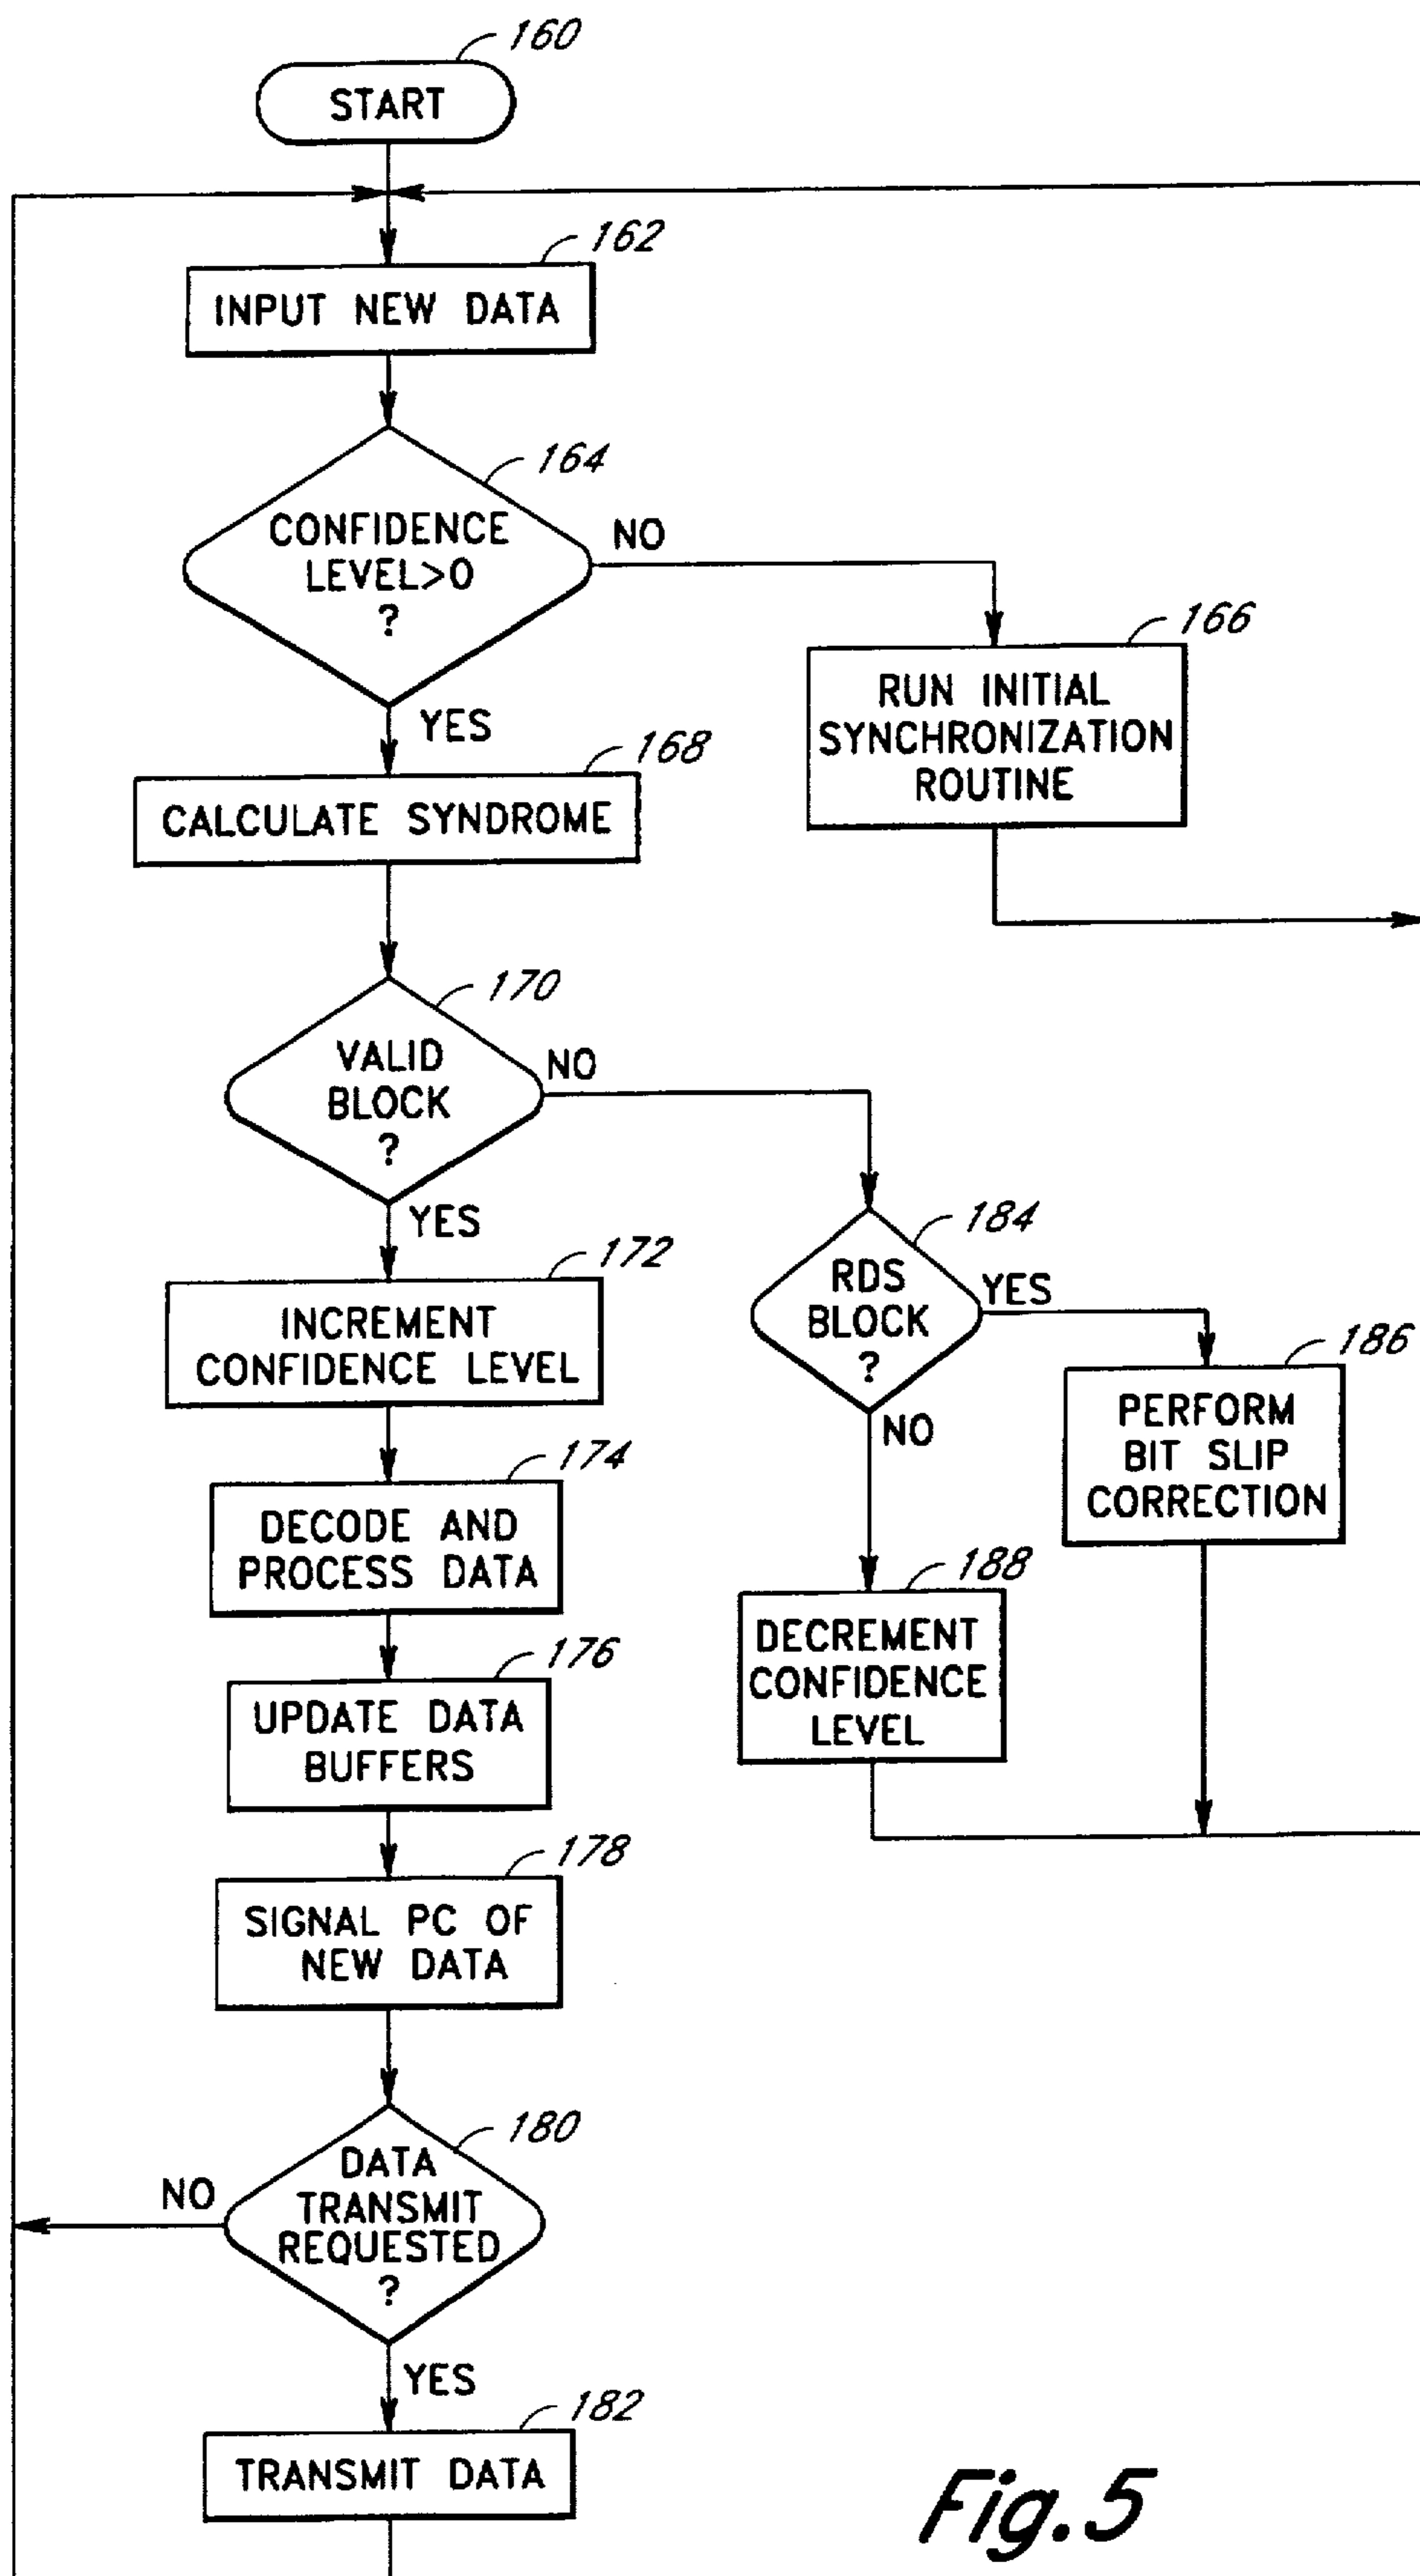 160
START
162
INPUT NEW DATA
164
CONFIDENCE
LEVEL>0
?
NO
166
RUN INITIAL
SYNCHRONIZATION
ROUTINE
YES
168
CALCULATE SYNDROME
170
VALID
BLOCK
?
NO
YES
184
RDS
BLOCK
?
YES
NO
172
INCREMENT
CONFIDENCE LEVEL
186
PERFORM
BIT SLIP
CORRECTION
174
DECODE AND
PROCESS DATA
188
DECREMENT
CONFIDENCE
LEVEL
176
UPDATE DATA
BUFFERS
178
SIGNAL PC OF
NEW DATA
180
DATA
TRANSMIT
REQUESTED
?
NO
YES
182
TRANSMIT DATA
Fig.5